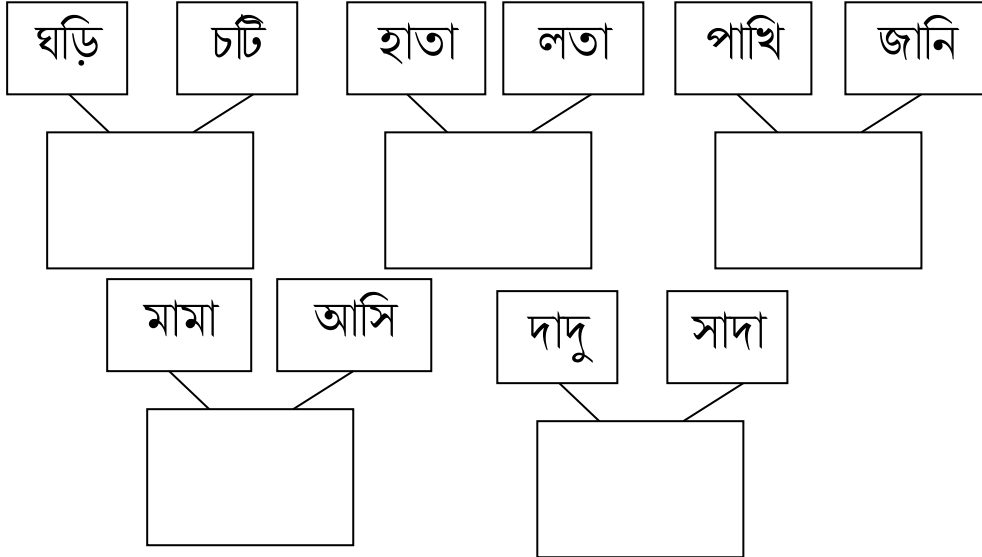 ঘড়ি চটি হাতা লতা পাখি জানি
মামা আসি দাদু সাদা